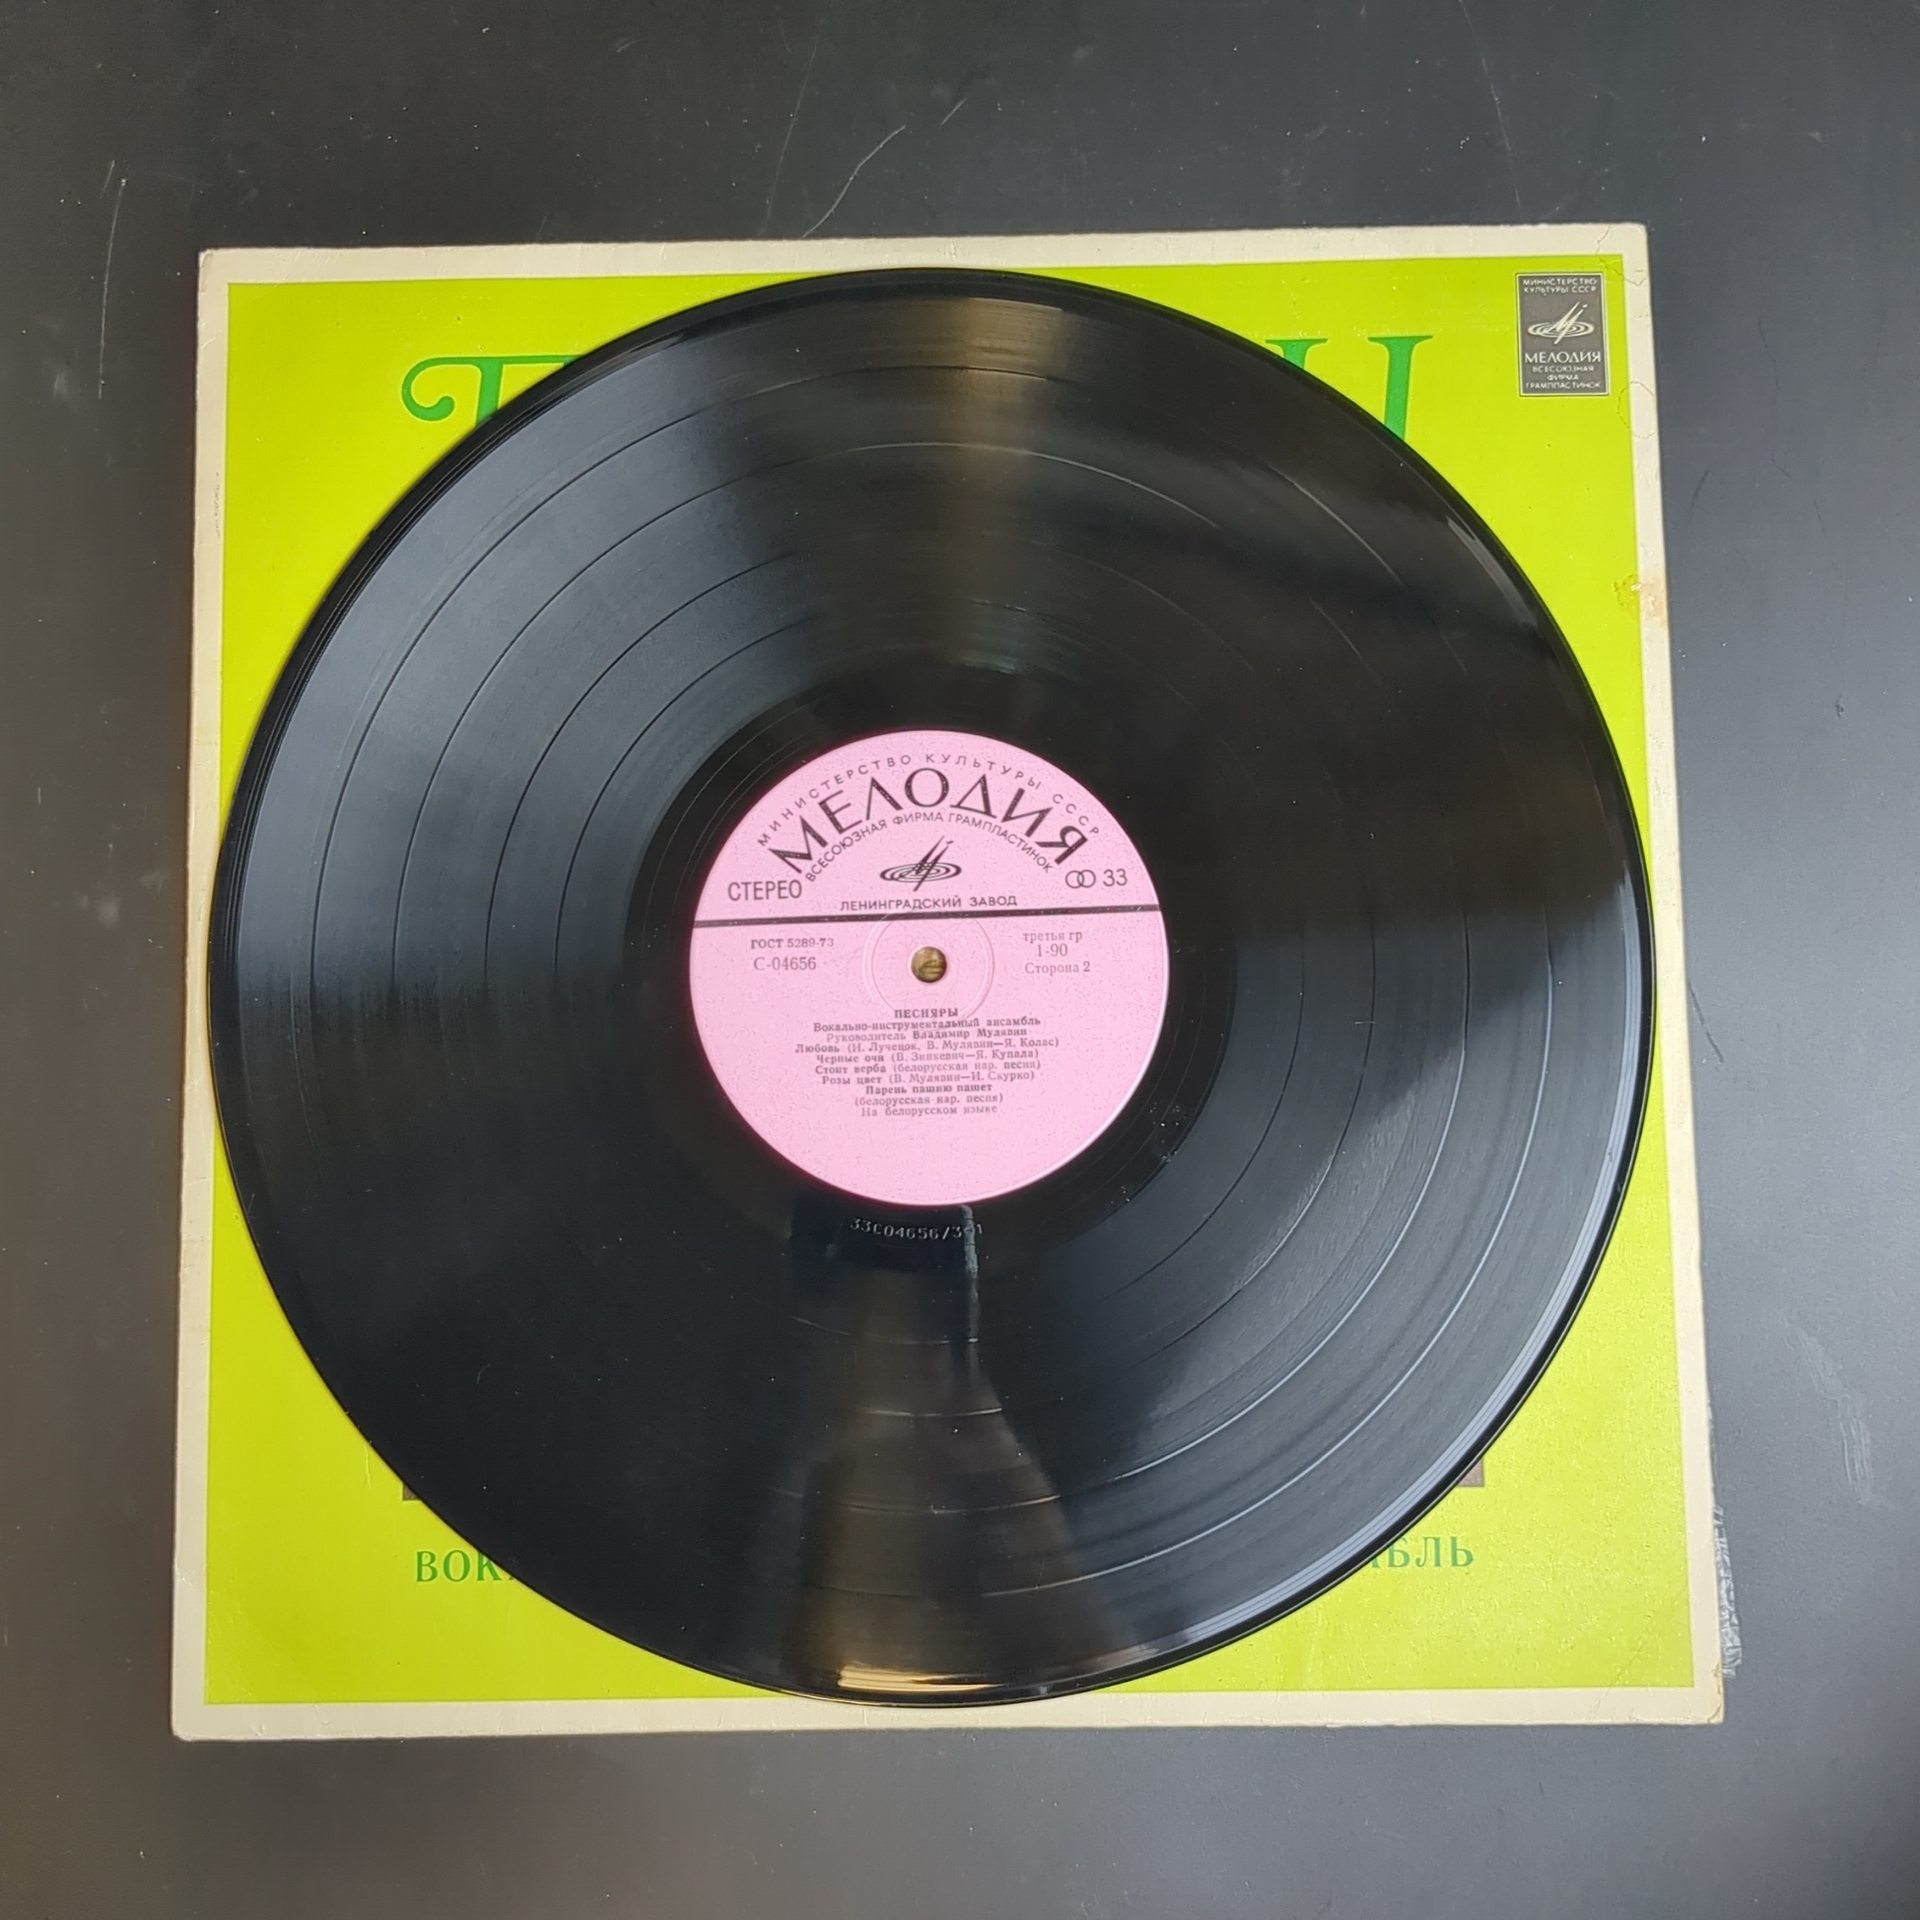 МИНИСТЕРСТВО
КУЛЬТУРЫ СССР
МЕЛОДИЯ
ВСЕСОЮЗНАЯ
ФИРМА
ГРАМПЛАСТИНОК
МИНИСТЕРСТВО КУЛЬТУРЫ СССР
МЕЛОДИЯ
ВСЕСОЮЗНАЯ ФИРМА ГРАМПЛАСТИНОК
СТЕРЕО
33
ЛЕНИНГРАДСКИЙ ЗАВОД
ГОСТ 5289-73
С-04656
третья гр
1-90
Сторона 2
ПЕСНЯРЫ
Вокально-инструментальный ансамбль
Руководитель Владимир Мулявин
Любовь (И. Лученок, В. Мулявин—Я. Колас)
Черные очи (В. Зинкевич—Я. Купала)
Стоит верба (белорусская нар. песня)
Розы цвет (В. Мулявин—И. Скурко)
Парень пашню пашет
(белорусская нар. песня)
На белорусском языке